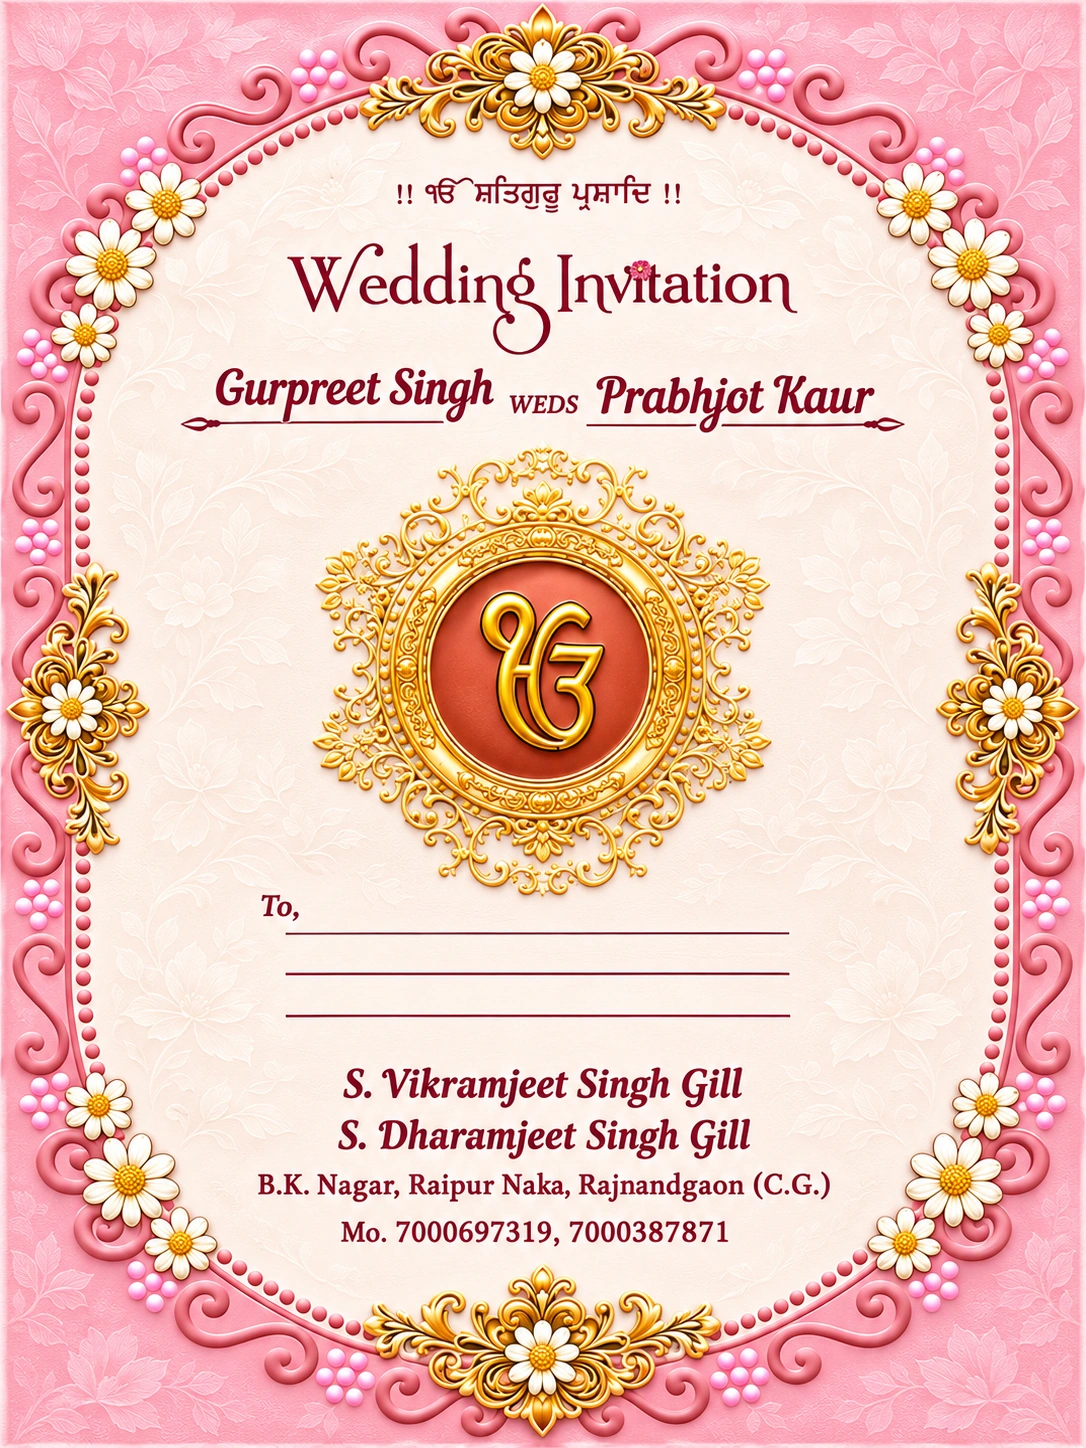 !! ੴ ਸ਼ਤਿਗੁਰੂ ਪ੍ਰਸ਼ਾਦਿ !!
Wedding Invitation
Gurpreet Singh WEDS Prabhjot Kaur
ੴ
To,
S. Vikramjeet Singh Gill
S. Dharamjeet Singh Gill
B.K. Nagar, Raipur Naka, Rajnandgaon (C.G.)
Mo. 7000697319, 7000387871